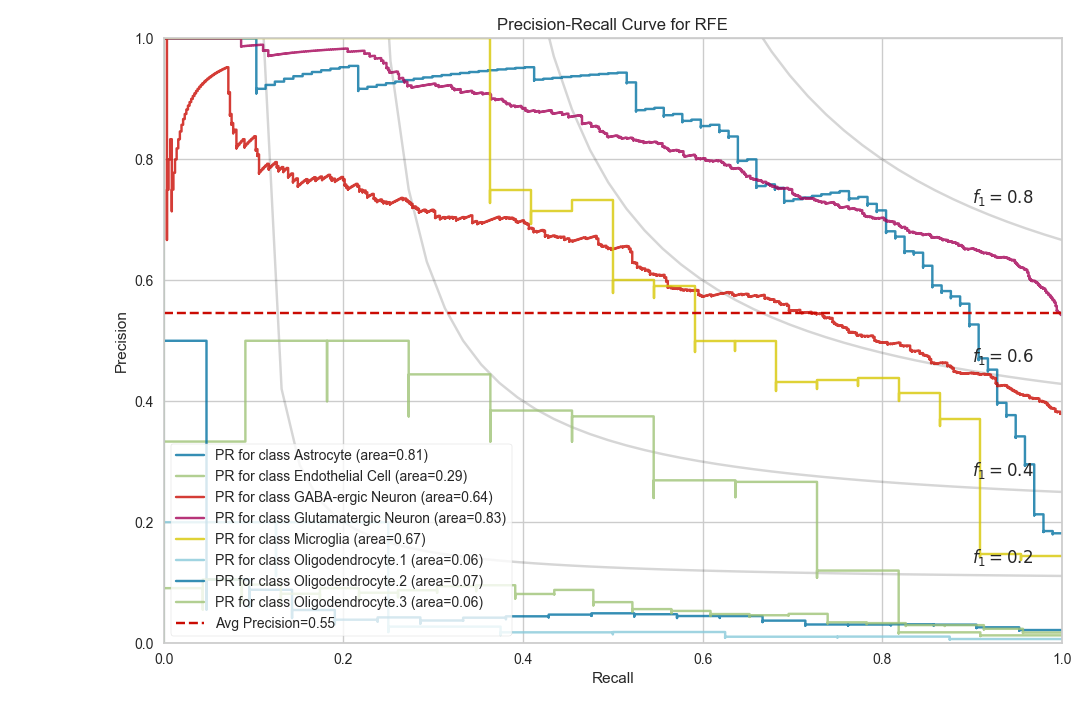 Precision-Recall Curve for RFE
1.0
0.8
0.6
0.4
0.2
0.0
Precision
f1 = 0.8
f1 = 0.6
f1 = 0.4
f1 = 0.2
PR for class Astrocyte (area=0.81)
PR for class Endothelial Cell (area=0.29)
PR for class GABA-ergic Neuron (area=0.64)
PR for class Glutamatergic Neuron (area=0.83)
PR for class Microglia (area=0.67)
PR for class Oligodendrocyte.1 (area=0.06)
PR for class Oligodendrocyte.2 (area=0.07)
PR for class Oligodendrocyte.3 (area=0.06)
Avg Precision=0.55
0.0 0.2 0.4 0.6 0.8 1.0
Recall